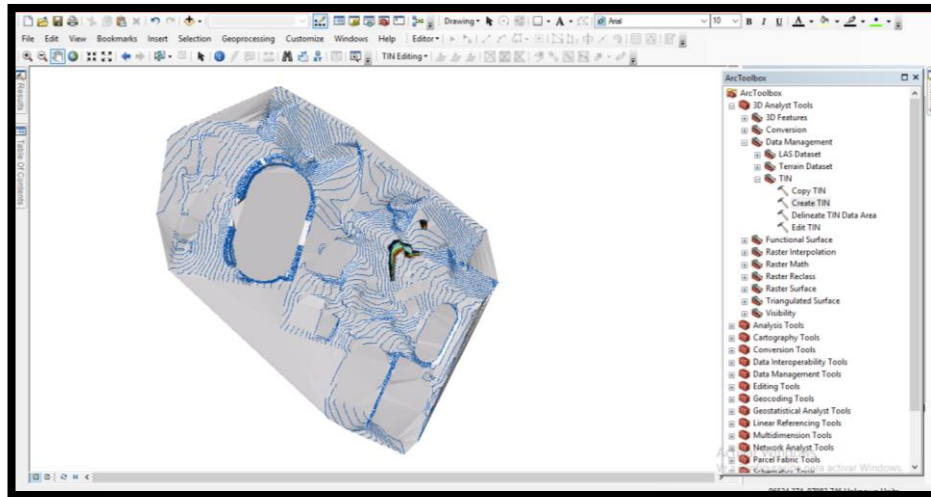 Drawing
Arial
10
B I U A
File Edit View Bookmarks Insert Selection Geoprocessing Customize Windows Help
Editor
TIN Editing
Results
Table Of Contents
ArcToolbox
ArcToolbox
3D Analyst Tools
3D Features
Conversion
Data Management
LAS Dataset
Terrain Dataset
TIN
Copy TIN
Create TIN
Delineate TIN Data Area
Edit TIN
Functional Surface
Raster Interpolation
Raster Math
Raster Reclass
Raster Surface
Triangulated Surface
Visibility
Analysis Tools
Cartography Tools
Conversion Tools
Data Interoperability Tools
Data Management Tools
Editing Tools
Geocoding Tools
Geostatistical Analyst Tools
Linear Referencing Tools
Multidimension Tools
Network Analyst Tools
Parcel Fabric Tools
Schematics Tools
para activar Windows.